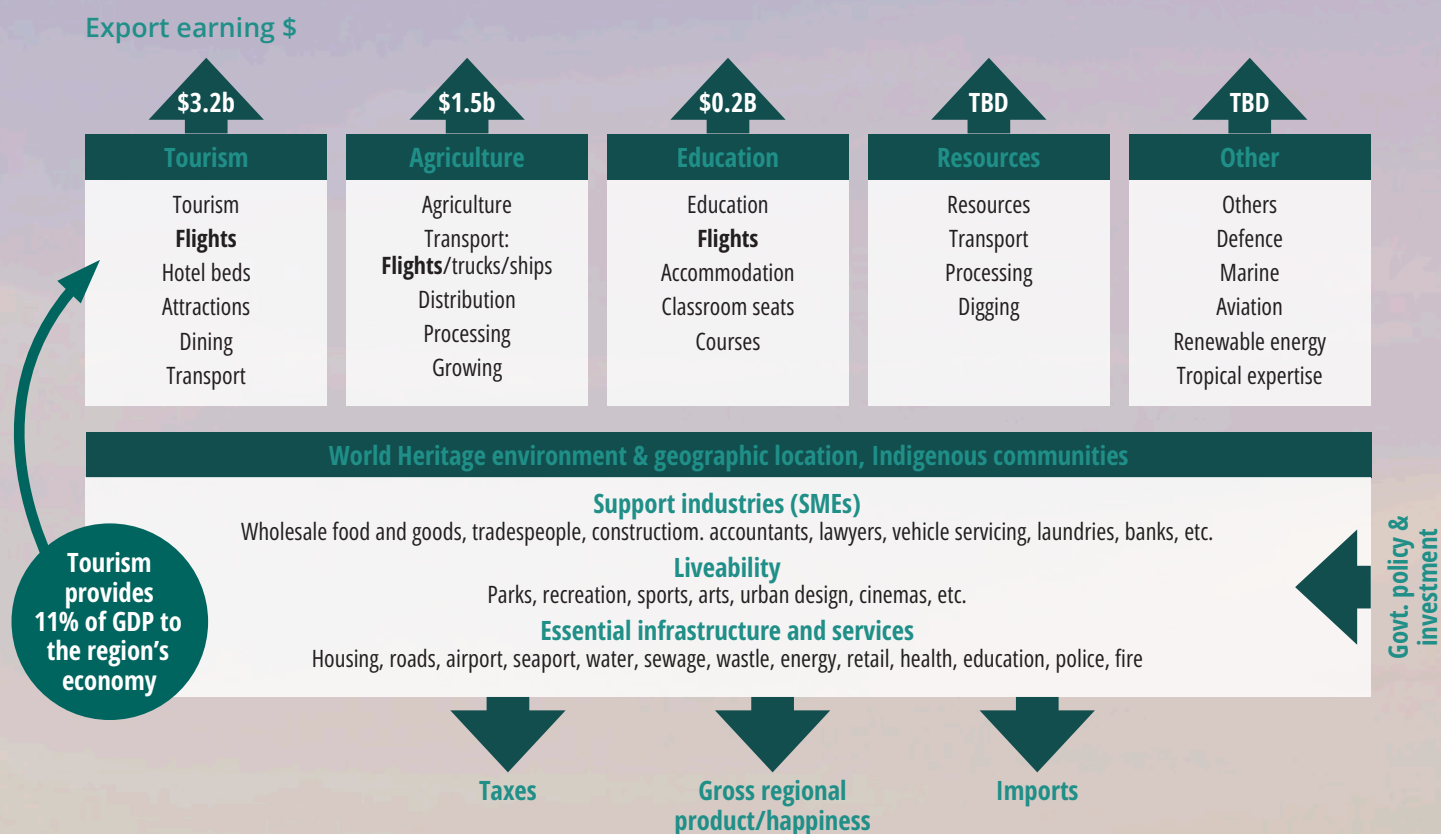 Export earning $
$3.2b
$1.5b
$0.2B
TBD
TBD
Tourism
Tourism
Flights
Hotel beds
Attractions
Dining
Transport
Agriculture
Agriculture
Transport:
Flights/trucks/ships
Distribution
Processing
Growing
Education
Education
Flights
Accommodation
Classroom seats
Courses
Resources
Resources
Transport
Processing
Digging
Other
Others
Defence
Marine
Aviation
Renewable energy
Tropical expertise
World Heritage environment & geographic location, Indigenous communities
Support industries (SMEs)
Wholesale food and goods, tradespeople, constructiom. accountants, lawyers, vehicle servicing, laundries, banks, etc.
Liveability
Parks, recreation, sports, arts, urban design, cinemas, etc.
Essential infrastructure and services
Housing, roads, airport, seaport, water, sewage, wastle, energy, retail, health, education, police, fire
Tourism
provides
11% of GDP to
the region’s
economy
Govt. policy &
investment
Taxes
Gross regional
product/happiness
Imports